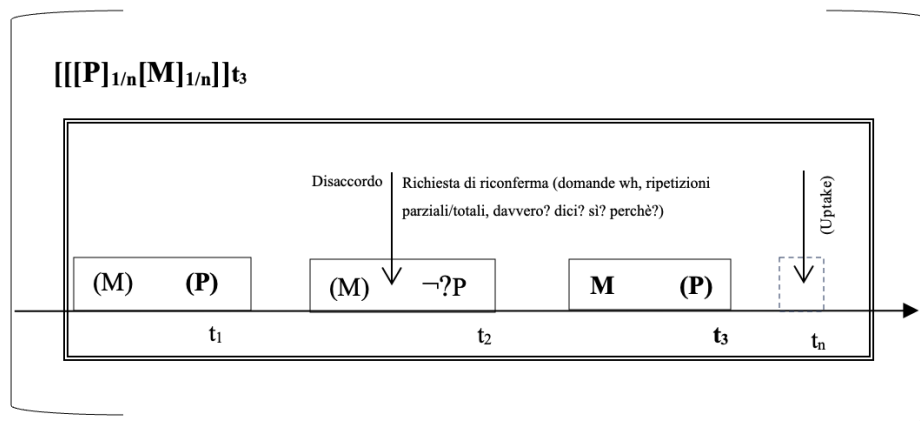 [[[P]1/n[M]1/n]]t3
Disaccordo
Richiesta di riconferma (domande wh, ripetizioni
parziali/totali, davvero? dici? sì? perchè?)
(Uptake)
(M) (P)
(M) ¬?P
M (P)
t1
t2
t3
tn